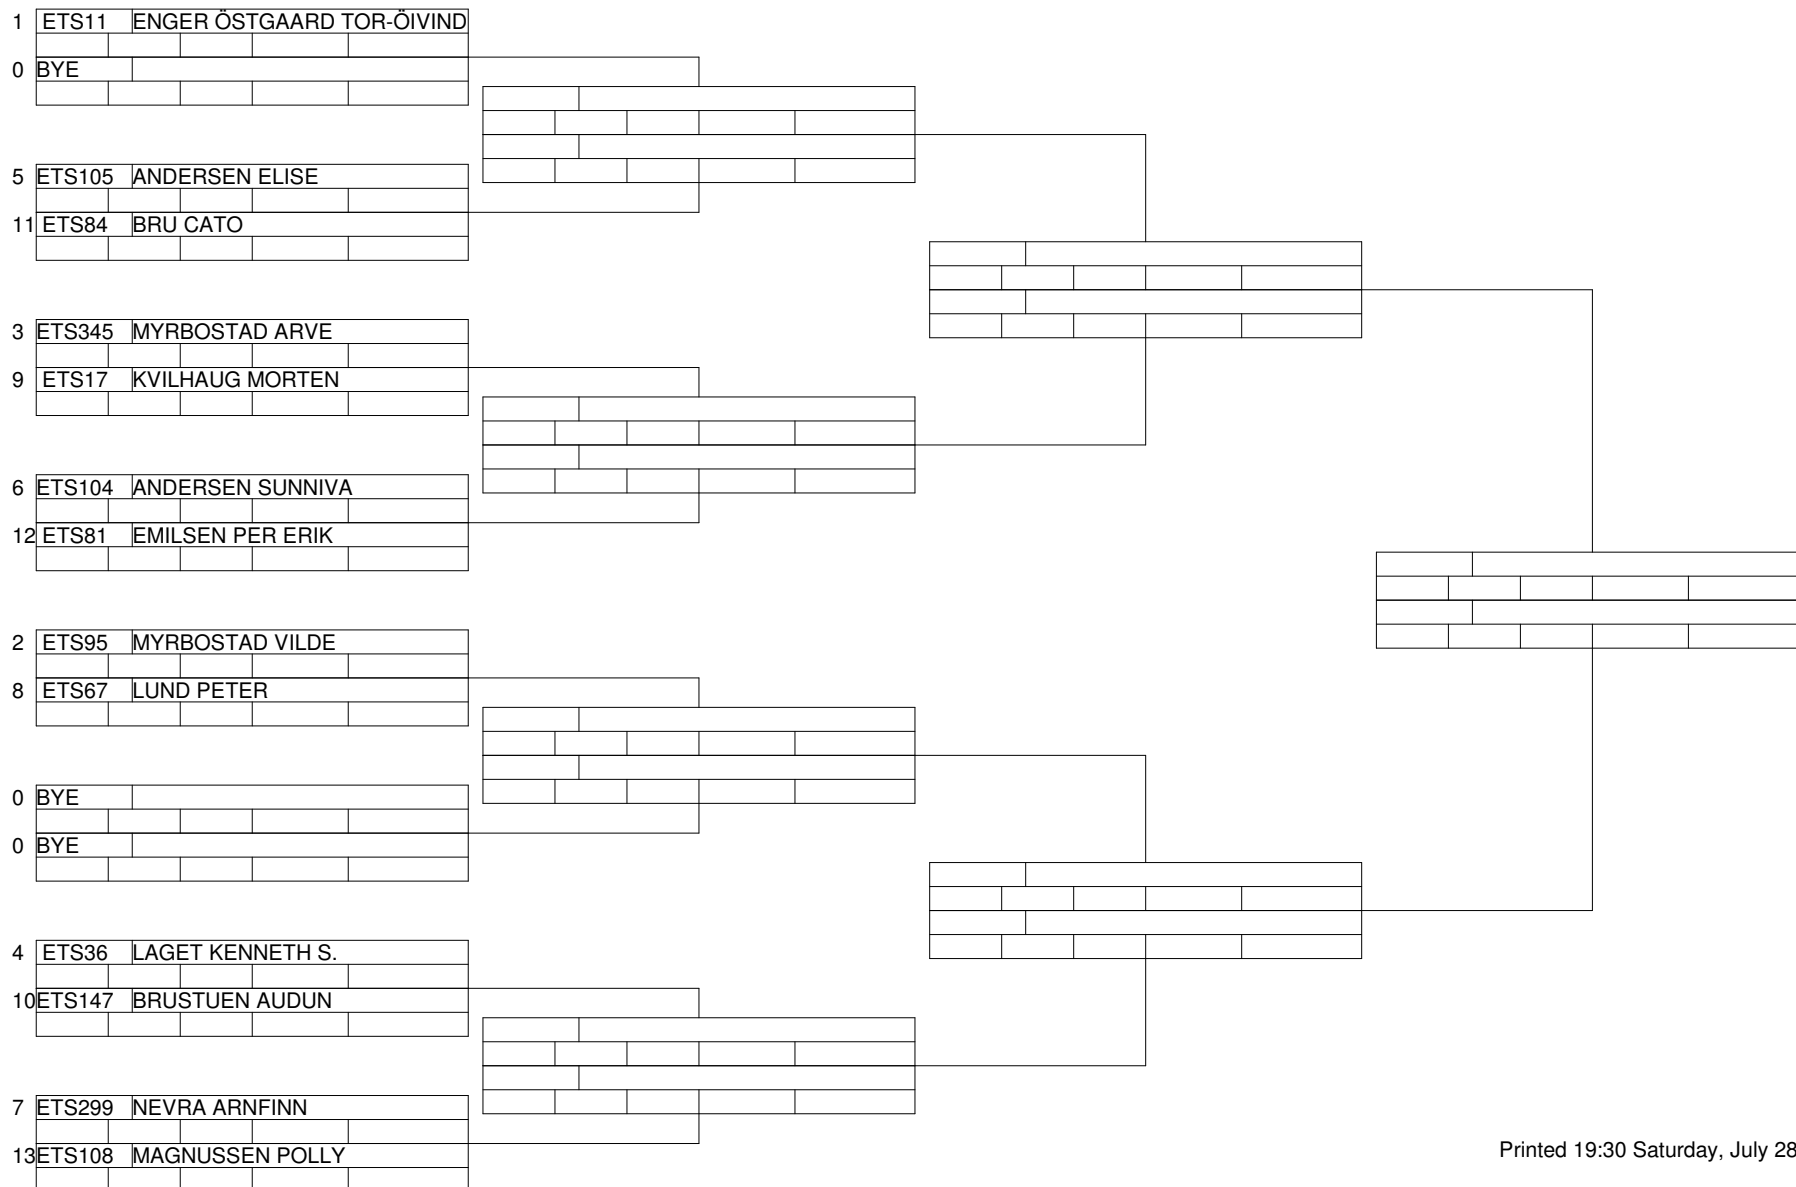 1 ETS11 ENGER ÖSTGAARD TOR-ÖIVIND
0 BYE
5 ETS105 ANDERSEN ELISE
11 ETS84 BRU CATO
3 ETS345 MYRBOSTAD ARVE
9 ETS17 KVILHAUG MORTEN
6 ETS104 ANDERSEN SUNNIVA
12 ETS81 EMILSEN PER ERIK
2 ETS95 MYRBOSTAD VILDE
8 ETS67 LUND PETER
0 BYE
0 BYE
4 ETS36 LAGET KENNETH S.
10 ETS147 BRUSTUEN AUDUN
7 ETS299 NEVRA ARNFINN
13 ETS108 MAGNUSSEN POLLY
Printed 19:30 Saturday, July 28